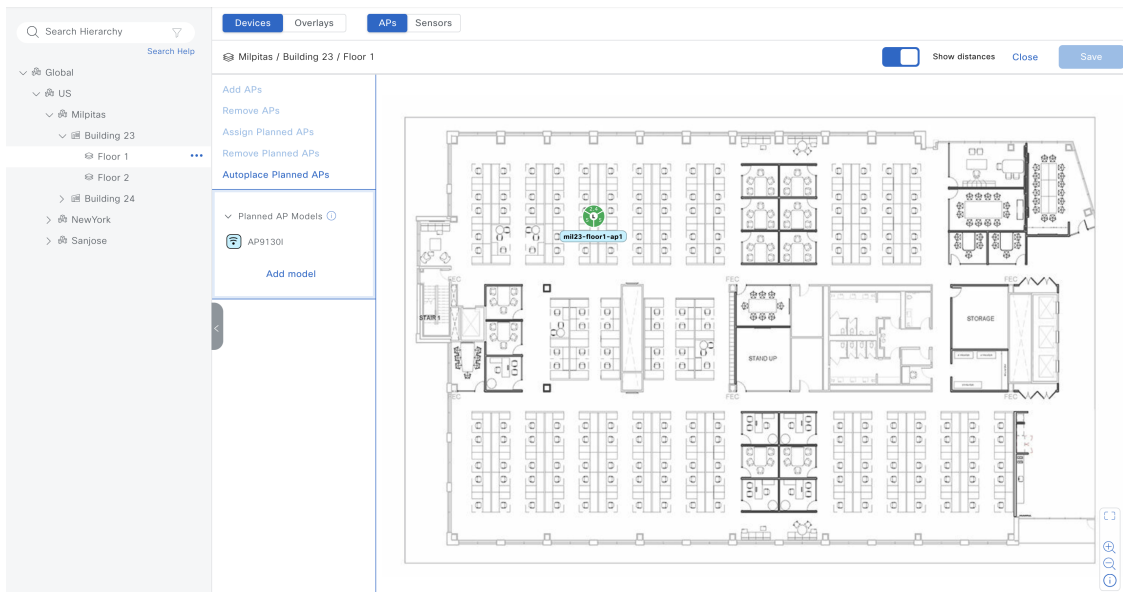 Devices
Overlays
APs
Sensors
Search Hierarchy
Search Help
Milpitas / Building 23 / Floor 1
Show distances
Close
Save
Global
US
Milpitas
Building 23
Floor 1
Floor 2
Building 24
NewYork
Sanjose
Add APs
Remove APs
Assign Planned APs
Remove Planned APs
Autoplace Planned APs
Planned AP Models
AP9130I
Add model
mil23-floor1-ap1
FEC
FEC
FEC
STAIR 1
STORAGE
STAND UP
FEC
FEC
FEC